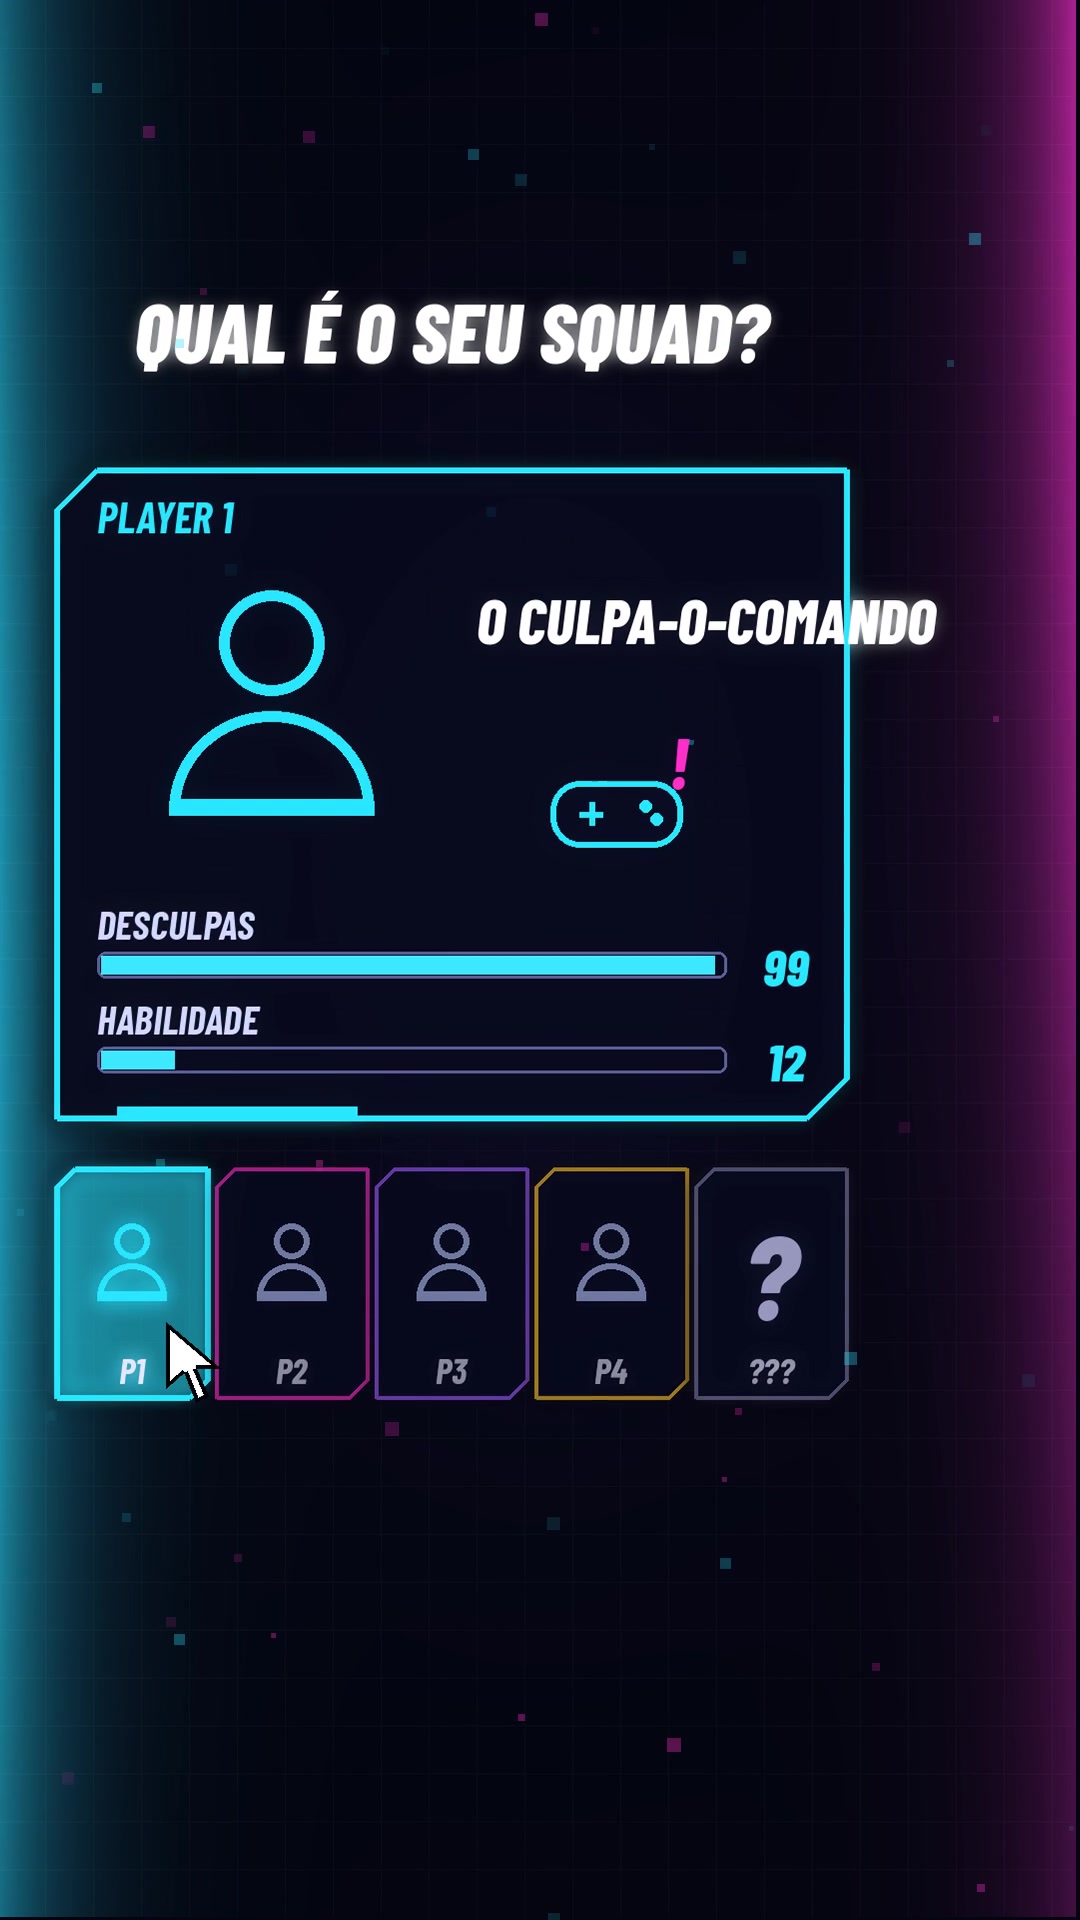 QUAL É O SEU SQUAD?
PLAYER 1
O CULPA-O-COMANDO
!
DESCULPAS
99
HABILIDADE
12
?
P1
P2
P3
P4
???